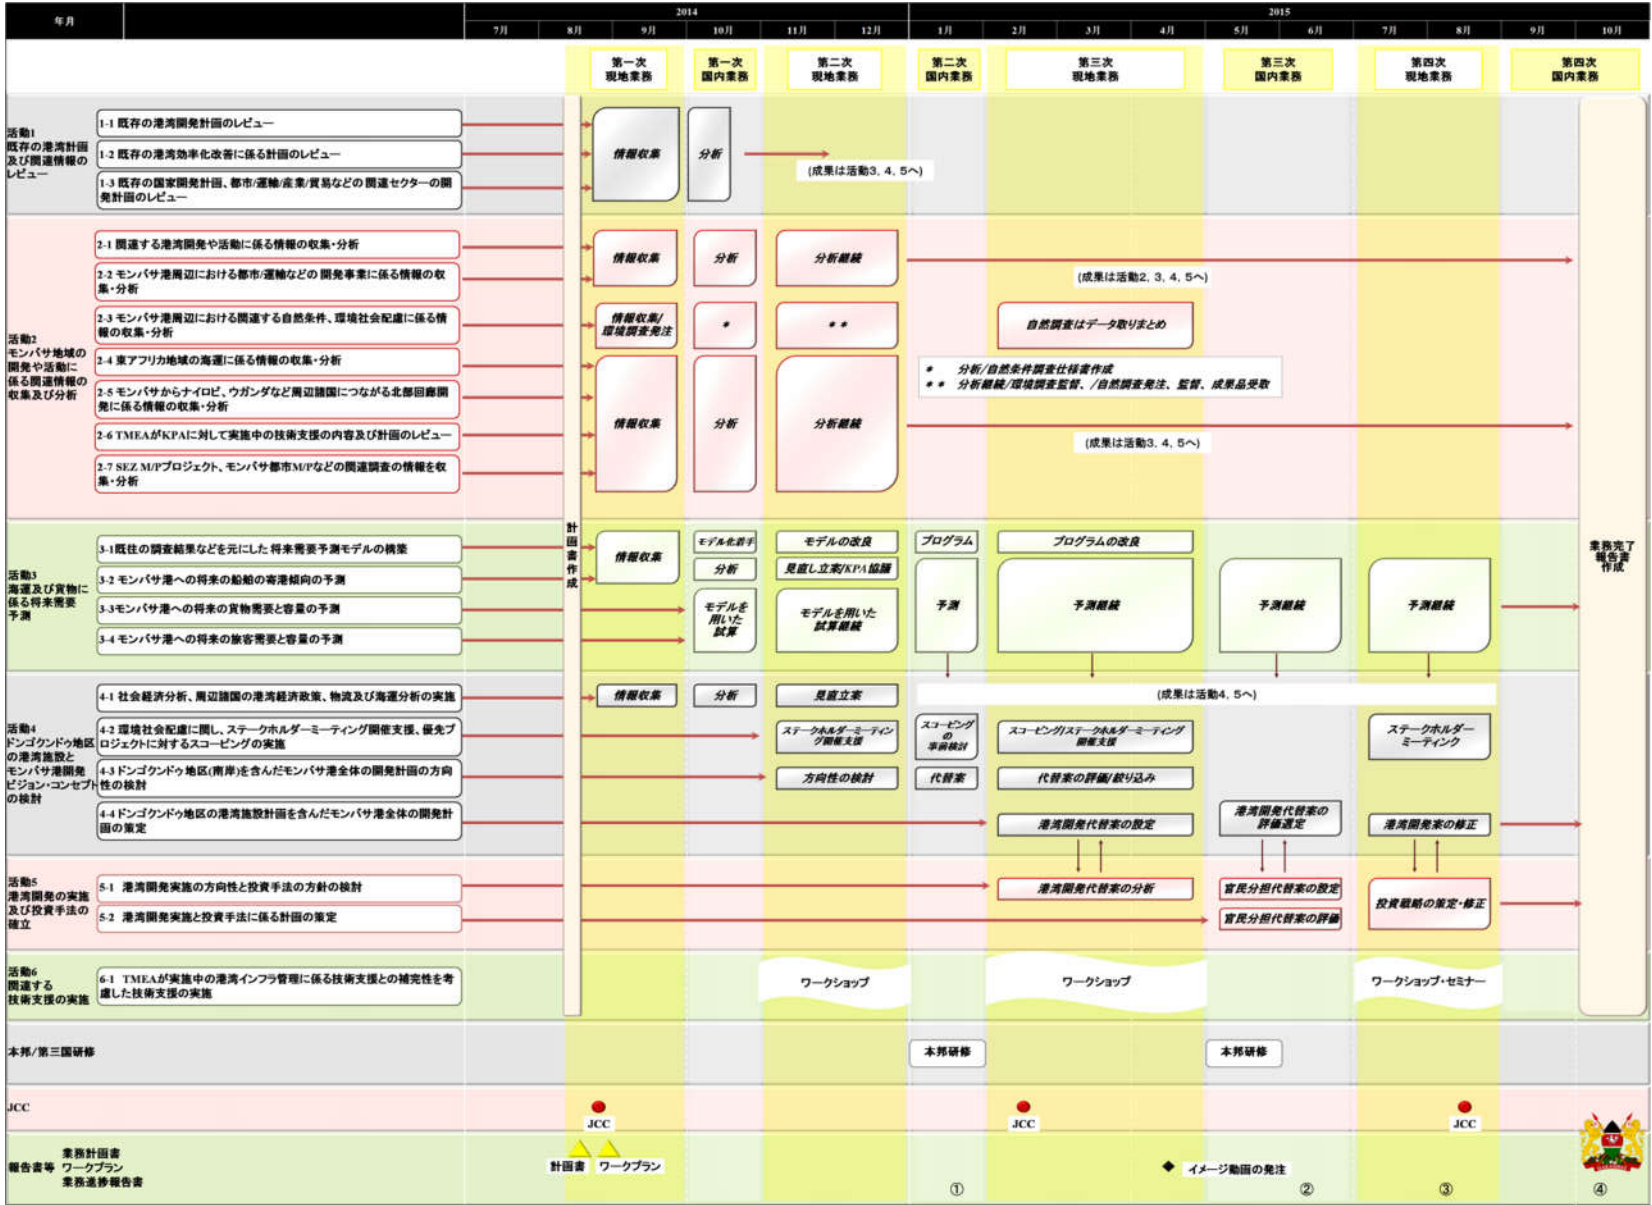 年月
2014
2015
7月 8月 9月 10月 11月 12月 1月 2月 3月 4月 5月 6月 7月 8月 9月 10月
第一次
現地業務
第一次
国内業務
第二次
現地業務
第二次
国内業務
第三次
現地業務
第三次
国内業務
第四次
現地業務
第四次
国内業務
計画書作成
業務完了
報告書
作成
活動1
既存の港湾計画
及び関連情報の
レビュー
1-1 既存の港湾開発計画のレビュー
1-2 既存の港湾効率化改善に係る計画のレビュー
1-3 既存の国家開発計画、都市/運輸/産業/貿易などの関連セクターの開
発計画のレビュー
情報収集
分析
(成果は活動3, 4, 5へ)
活動2
モンバサ地域の
開発や活動に
係る関連情報の
収集及び分析
2-1 関連する港湾開発や活動に係る情報の収集・分析
2-2 モンバサ港周辺における都市/運輸などの開発事業に係る情報の収
集・分析
情報収集
分析
分析継続
(成果は活動2, 3, 4, 5へ)
2-3 モンバサ港周辺における関連する自然条件、環境社会配慮に係る情
報の収集・分析
情報収集/
環境調査発注
*
* *
自然調査はデータ取りまとめ
2-4 東アフリカ地域の海運に係る情報の収集・分析
2-5 モンバサからナイロビ、ウガンダなど周辺諸国につながる北部回廊開
発に係る情報の収集・分析
2-6 TMEAがKPAに対して実施中の技術支援の内容及び計画のレビュー
2-7 SEZ M/Pプロジェクト、モンバサ都市M/Pなどの関連調査の情報を収
集・分析
情報収集
分析
分析継続
* 分析/自然条件調査仕様書作成
* * 分析継続/環境調査監督、/自然調査発注、監督、成果品受取
(成果は活動3, 4, 5へ)
活動3
海運及び貨物に
係る将来需要
予測
3-1既往の調査結果などを元にした将来需要予測モデルの構築
3-2 モンバサ港への将来の船舶の寄港傾向の予測
3-3モンバサ港への将来の貨物需要と容量の予測
3-4 モンバサ港への将来の旅客需要と容量の予測
情報収集
モデル化着手
分析
モデルを
用いた
試算
モデルの改良
見直し立案/KPA協議
モデルを用いた
試算継続
プログラム
予測
プログラムの改良
予測継続
予測継続
予測継続
活動4
ドンゴクンドゥ地区
の港湾施設と
モンバサ港開発
ビジョン・コンセプト
の検討
4-1 社会経済分析、周辺諸国の港湾経済政策、物流及び海運分析の実施
情報収集
分析
見直立案
(成果は活動4, 5へ)
4-2 環境社会配慮に関し、ステークホルダーミーティング開催支援、優先プ
ロジェクトに対するスコーピングの実施
ステークホルダーミーティン
グ開催支援
スコーピング
の
事前検討
スコーピング/ステークホルダーミーティング
開催支援
ステークホルダー
ミーティング
4-3ドンゴクンドゥ地区(南岸)を含んだモンバサ港全体の開発計画の方向
性の検討
方向性の検討
代替案
代替案の評価/絞り込み
4-4ドンゴクンドゥ地区の港湾施設計画を含んだモンバサ港全体の開発計
画の策定
港湾開発代替案の設定
港湾開発代替案の
評価選定
港湾開発案の修正
活動5
港湾開発の実施
及び投資手法の
確立
5-1 港湾開発実施の方向性と投資手法の方針の検討
5-2 港湾開発実施と投資手法に係る計画の策定
港湾開発代替案の分析
官民分担代替案の設定
官民分担代替案の評価
投資戦略の策定・修正
活動6
関連する
技術支援の実施
6-1 TMEAが実施中の港湾インフラ管理に係る技術支援との補完性を考
慮した技術支援の実施
ワークショップ
ワークショップ
ワークショップ・セミナー
本邦/第三国研修
本邦研修
本邦研修
JCC
JCC
JCC
JCC
報告書等
業務計画書
ワークプラン
業務進捗報告書
計画書 ワークプラン
◆ イメージ動画の発注
① ② ③ ④